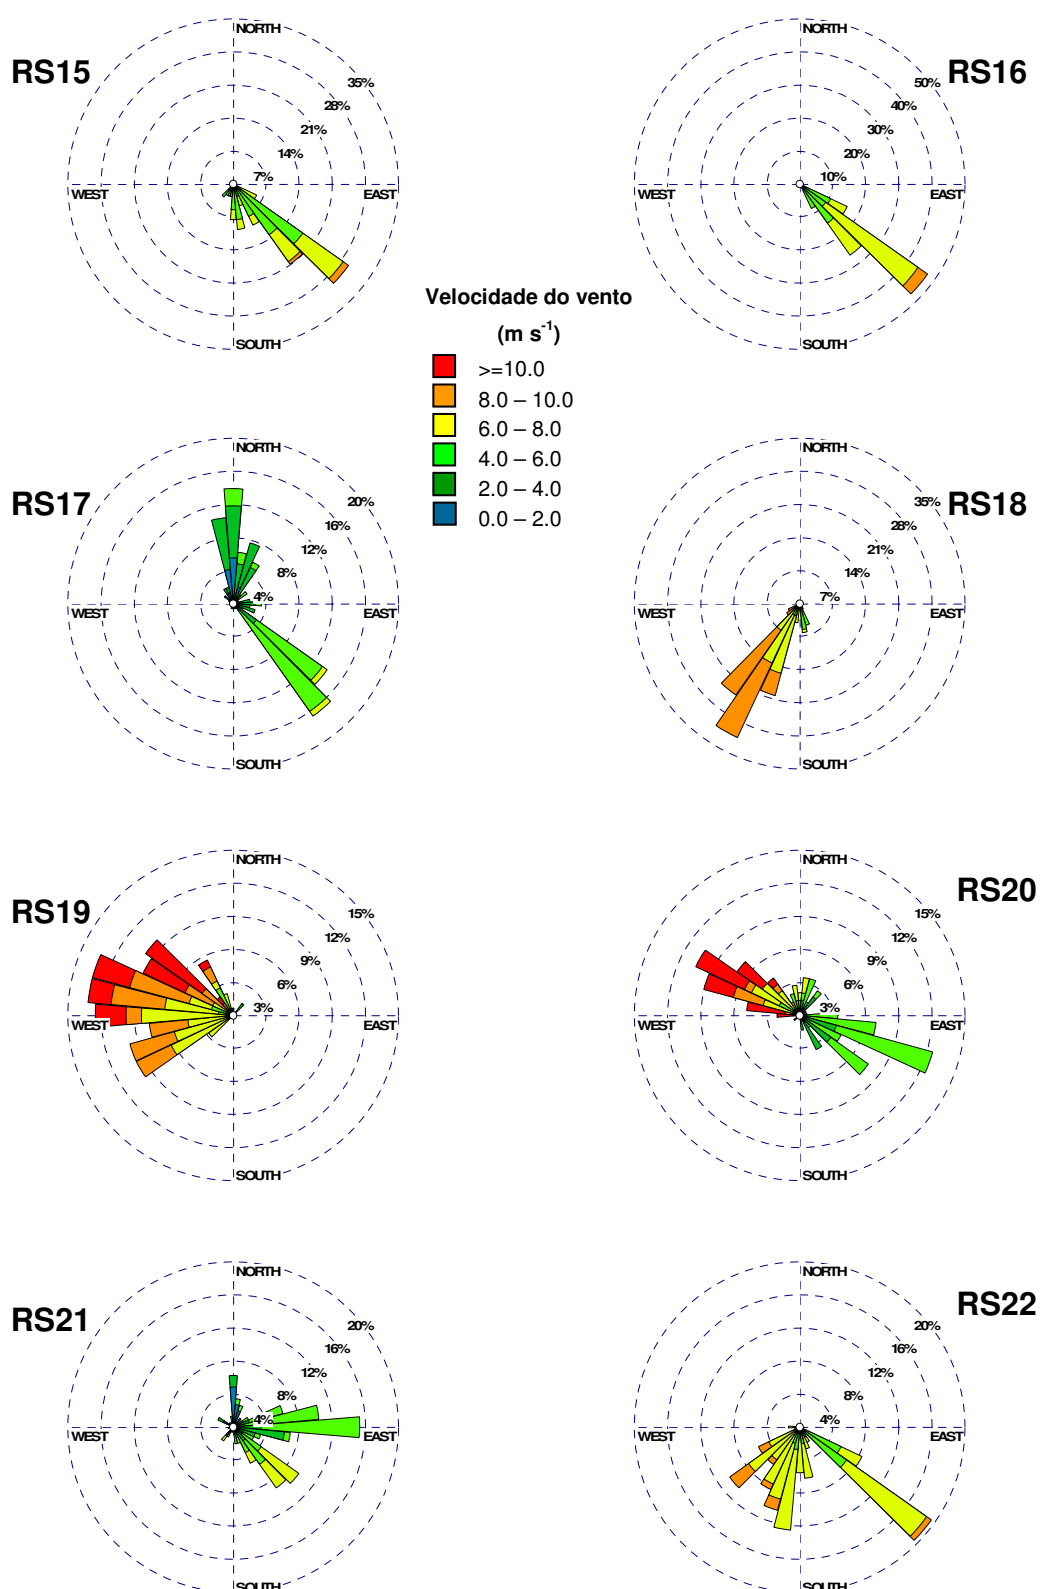 NORTH
RS15
35%
28%
21%
14%
7%
WEST
EAST
SOUTH
NORTH
RS16
50%
40%
30%
20%
10%
WEST
EAST
SOUTH
Velocidade do vento
(m s-1)
>=10.0
8.0 – 10.0
6.0 – 8.0
4.0 – 6.0
2.0 – 4.0
0.0 – 2.0
NORTH
RS17
20%
16%
12%
8%
4%
WEST
EAST
SOUTH
NORTH
RS18
35%
28%
21%
14%
7%
WEST
EAST
SOUTH
NORTH
RS19
15%
12%
9%
6%
3%
WEST
EAST
SOUTH
NORTH
RS20
15%
12%
9%
6%
3%
WEST
EAST
SOUTH
NORTH
RS21
20%
16%
12%
8%
4%
WEST
EAST
SOUTH
NORTH
RS22
20%
16%
12%
8%
4%
WEST
EAST
SOUTH